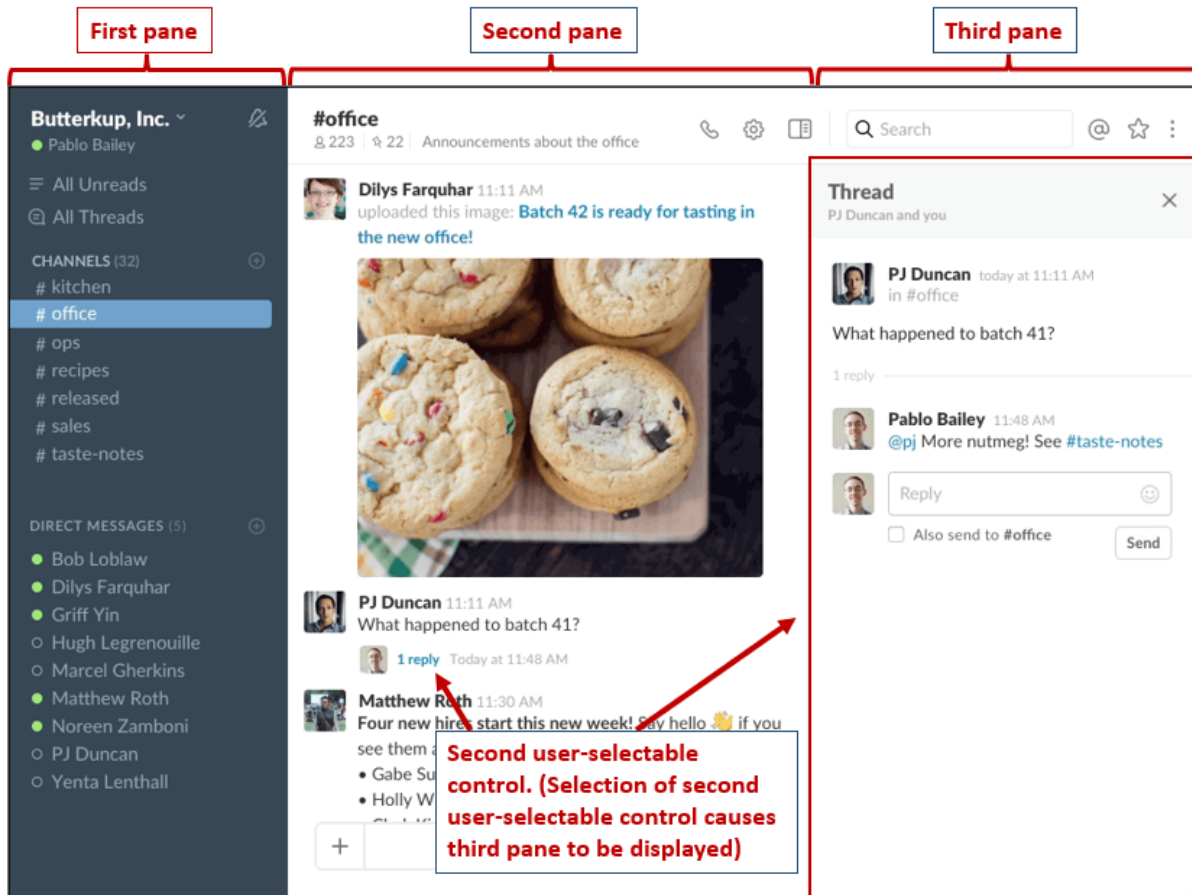 First pane
Second pane
Third pane
Butterkup, Inc.
Pablo Bailey
All Unreads
All Threads
CHANNELS (32)
# kitchen
# office
# ops
# recipes
# released
# sales
# taste-notes
DIRECT MESSAGES (5)
Bob Loblaw
Dilys Farquhar
Griff Yin
Hugh Legrenouille
Marcel Gherkins
Matthew Roth
Noreen Zamboni
PJ Duncan
Yenta Lenthall
#office
223 | 22 | Announcements about the office
Dilys Farquhar 11:11 AM
uploaded this image: Batch 42 is ready for tasting in
the new office!
PJ Duncan 11:11 AM
What happened to batch 41?
1 reply Today at 11:48 AM
Matthew Roth 11:30 AM
Four new hires start this new week! Say hello 👋 if you
see them
• Gabe Su
• Holly W
+
Second user-selectable
control. (Selection of second
user-selectable control causes
third pane to be displayed)
Search
@
Thread
PJ Duncan and you
PJ Duncan today at 11:11 AM
in #office
What happened to batch 41?
1 reply
Pablo Bailey 11:48 AM
@pj More nutmeg! See #taste-notes
Reply
Also send to #office
Send